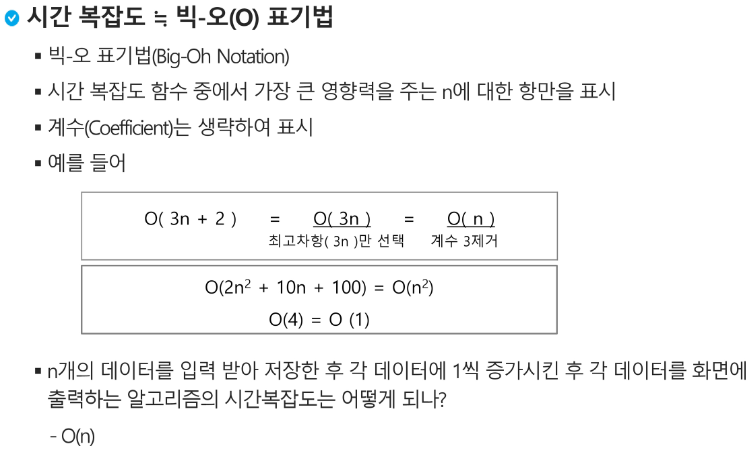 시간 복잡도 ≒ 빅-오(O) 표기법
▪ 빅-오 표기법(Big-Oh Notation)
▪ 시간 복잡도 함수 중에서 가장 큰 영향력을 주는 n에 대한 항만을 표시
▪ 계수(Coefficient)는 생략하여 표시
▪ 예를 들어
O( 3n + 2 ) = O( 3n ) = O( n )
최고차항( 3n )만 선택 계수 3제거
O(2n² + 10n + 100) = O(n²)
O(4) = O (1)
▪ n개의 데이터를 입력 받아 저장한 후 각 데이터에 1씩 증가시킨 후 각 데이터를 화면에
출력하는 알고리즘의 시간복잡도는 어떻게 되나?
- O(n)